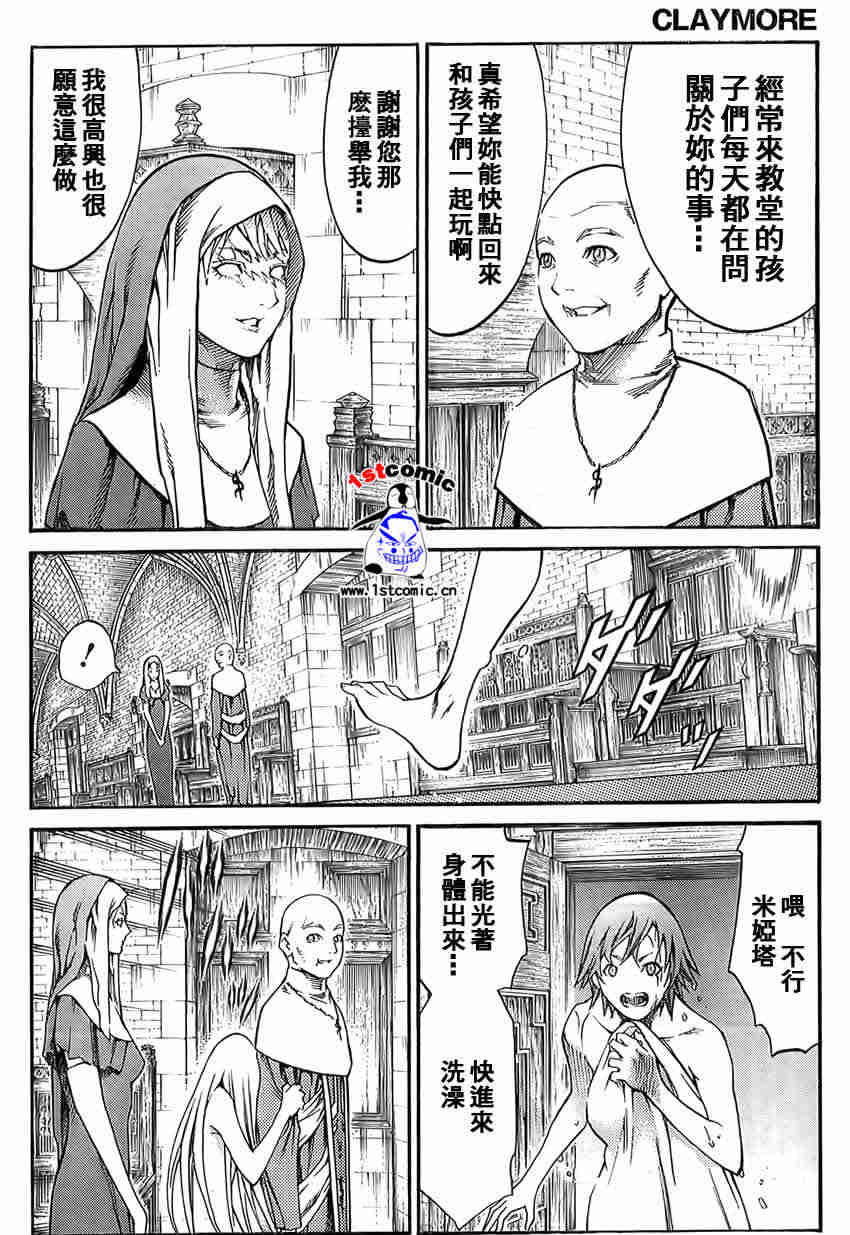 CLAYMORE
經常來教堂的孩
子們每天都在問
關於妳的事…
真希望妳能快點回來
和孩子們一起玩啊
謝謝您那
麼擡舉我…
我很高興也很
願意這麼做
1stcomic
www.1stcomic.cn
！
ダダダ
喂 不行
米婭塔
不能光著
身體出來…
快進來
洗澡